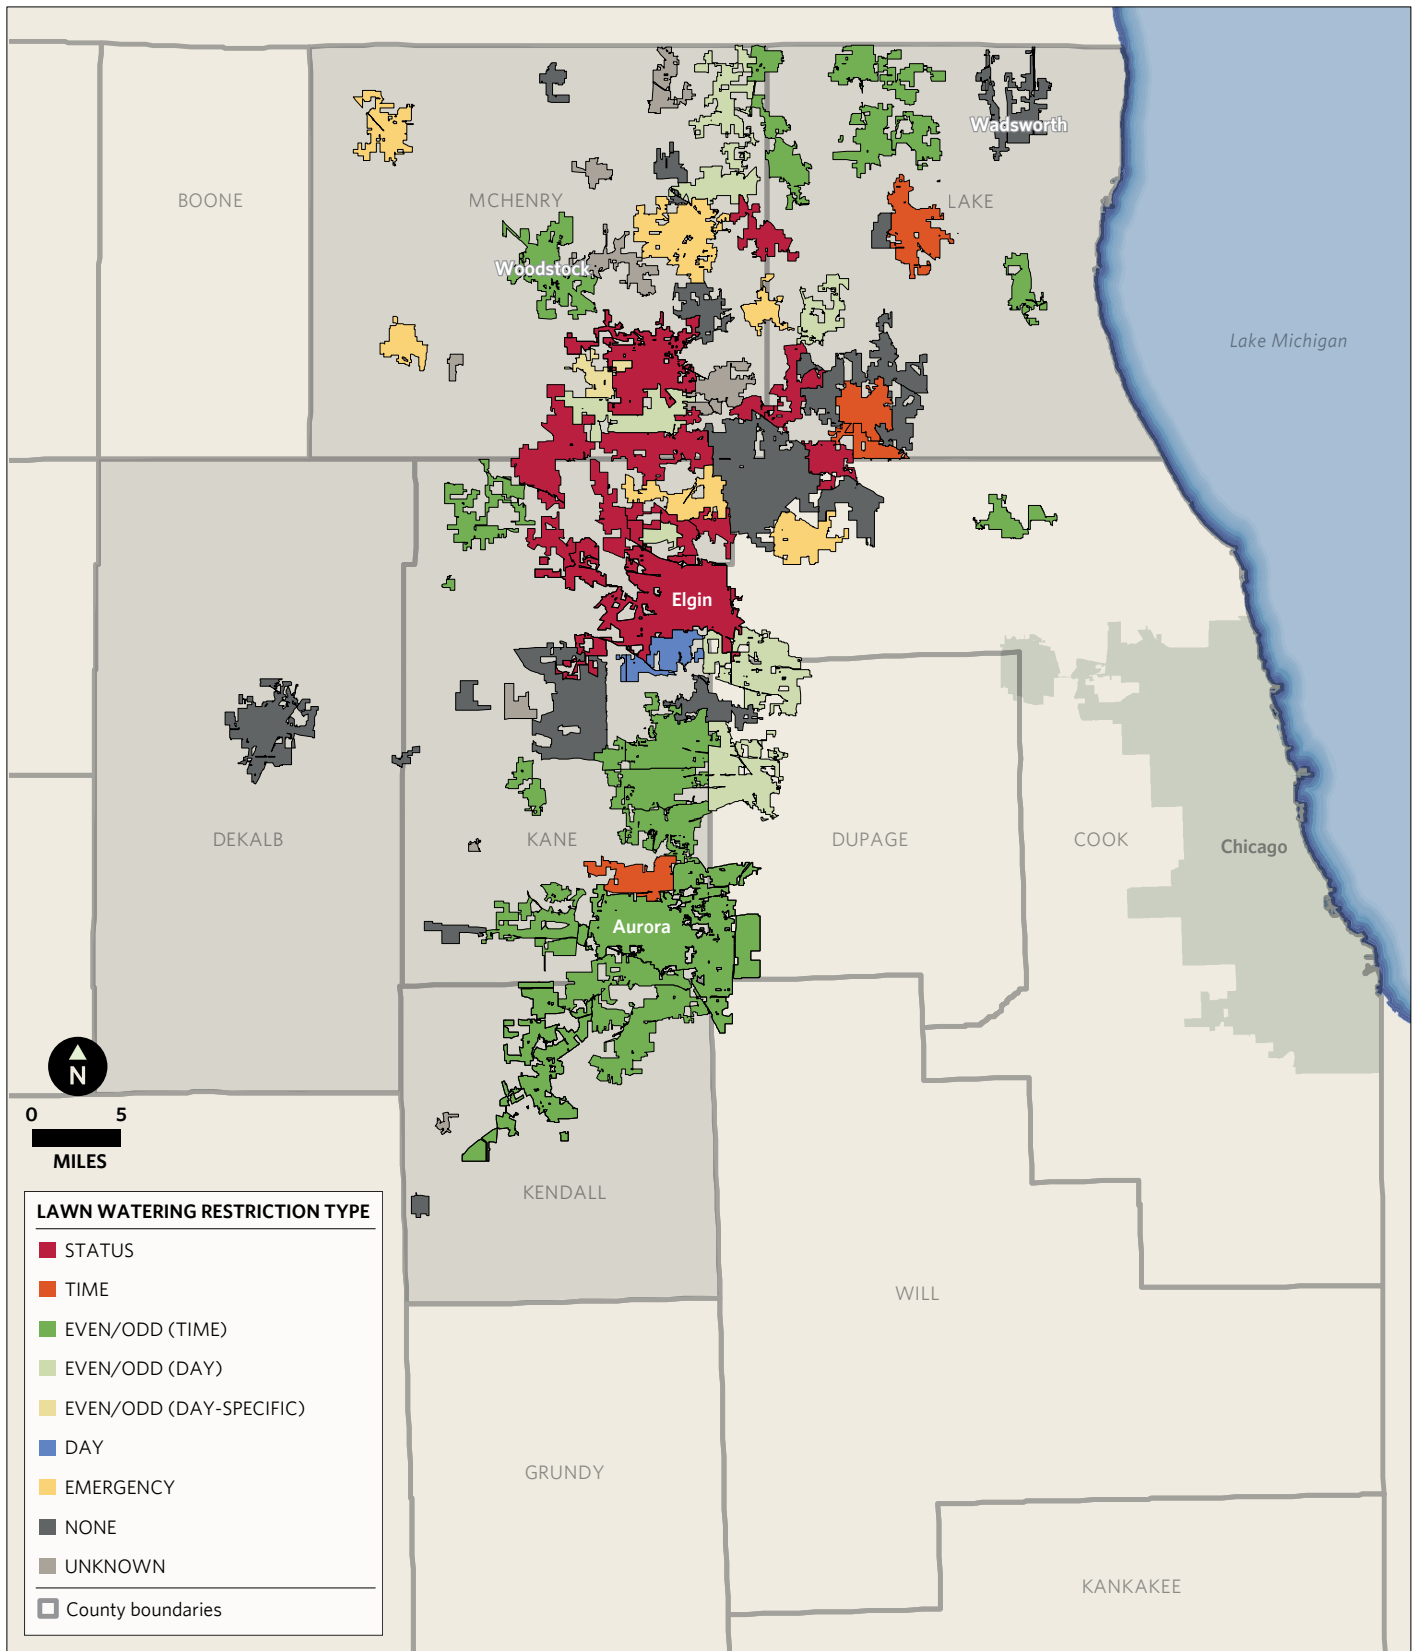 Wadsworth
BOONE
MCHENRY
LAKE
Woodstock
Lake Michigan
Elgin
DEKALB
KANE
DUPAGE
COOK
Chicago
Aurora
N
0 5
MILES
KENDALL
LAWN WATERING RESTRICTION TYPE
STATUS
TIME
EVEN/ODD (TIME)
EVEN/ODD (DAY)
EVEN/ODD (DAY-SPECIFIC)
DAY
EMERGENCY
NONE
UNKNOWN
County boundaries
WILL
GRUNDY
KANKAKEE